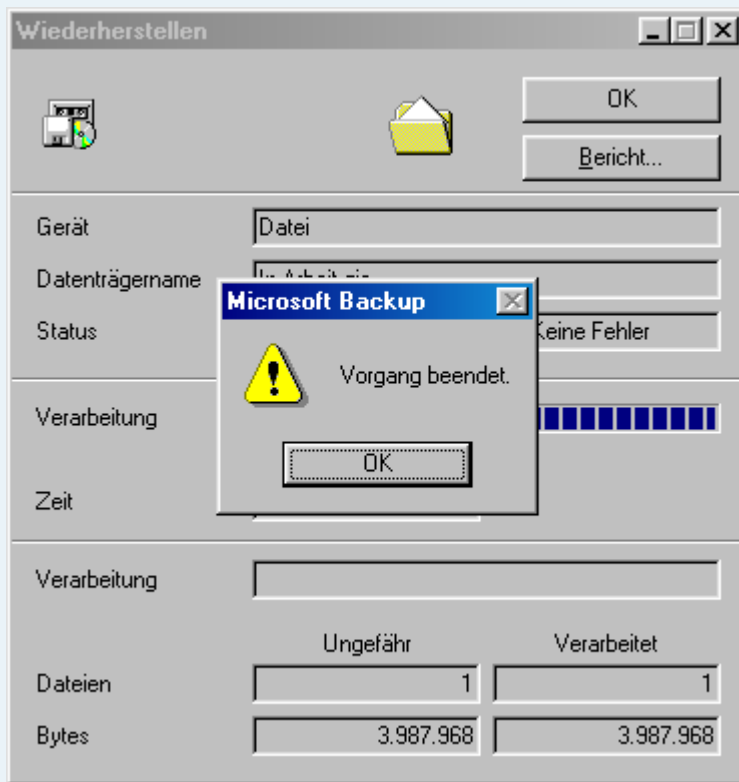 Wiederherstellen
OK
Bericht...
Gerät
Datei
Datenträgername
Microsoft Backup
Status
Keine Fehler
Vorgang beendet.
Verarbeitung
OK
Zeit
Verarbeitung
Ungefähr Verarbeitet
Dateien 1 1
Bytes 3.987.968 3.987.968